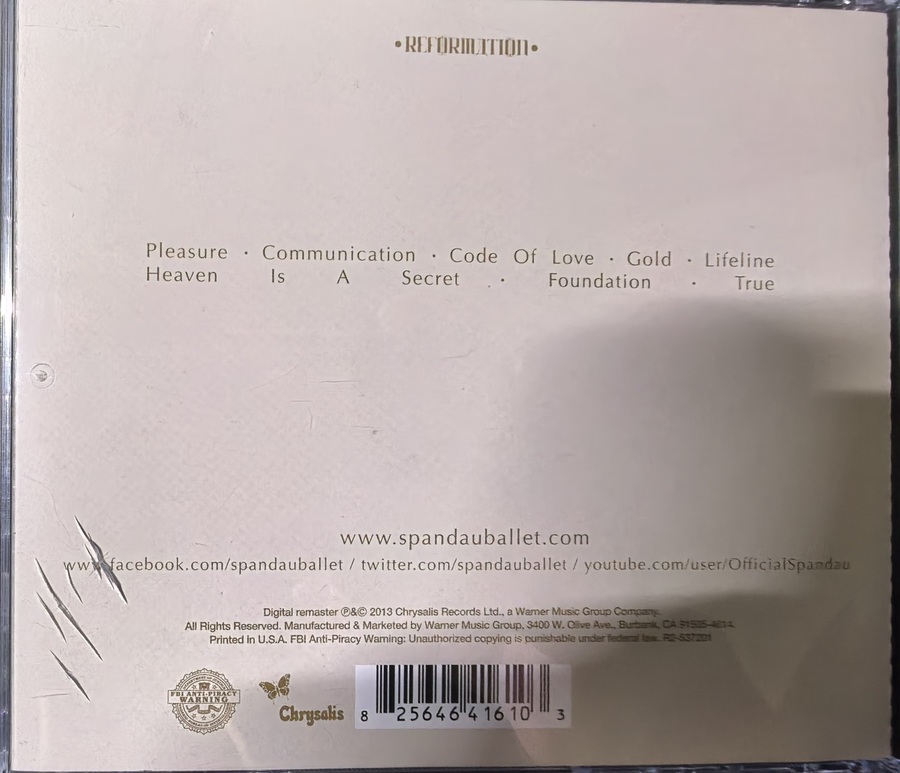 •REFORMATION•
Pleasure · Communication · Code Of Love · Gold · Lifeline
Heaven Is A Secret · Foundation · True
www.spandauballet.com
www.facebook.com/spandauballet / twitter.com/spandauballet / youtube.com/user/OfficialSpandau
Digital remaster ℗&© 2013 Chrysalis Records Ltd., a Warner Music Group Company.
All Rights Reserved. Manufactured & Marketed by Warner Music Group, 3400 W. Olive Ave., Burbank, CA
Printed in U.S.A. FBI Anti-Piracy Warning: Unauthorized copying is punishable under federal law. R2-537201
FBI ANTI-PIRACY
WARNING
Chrysalis
8 25646 41610 3